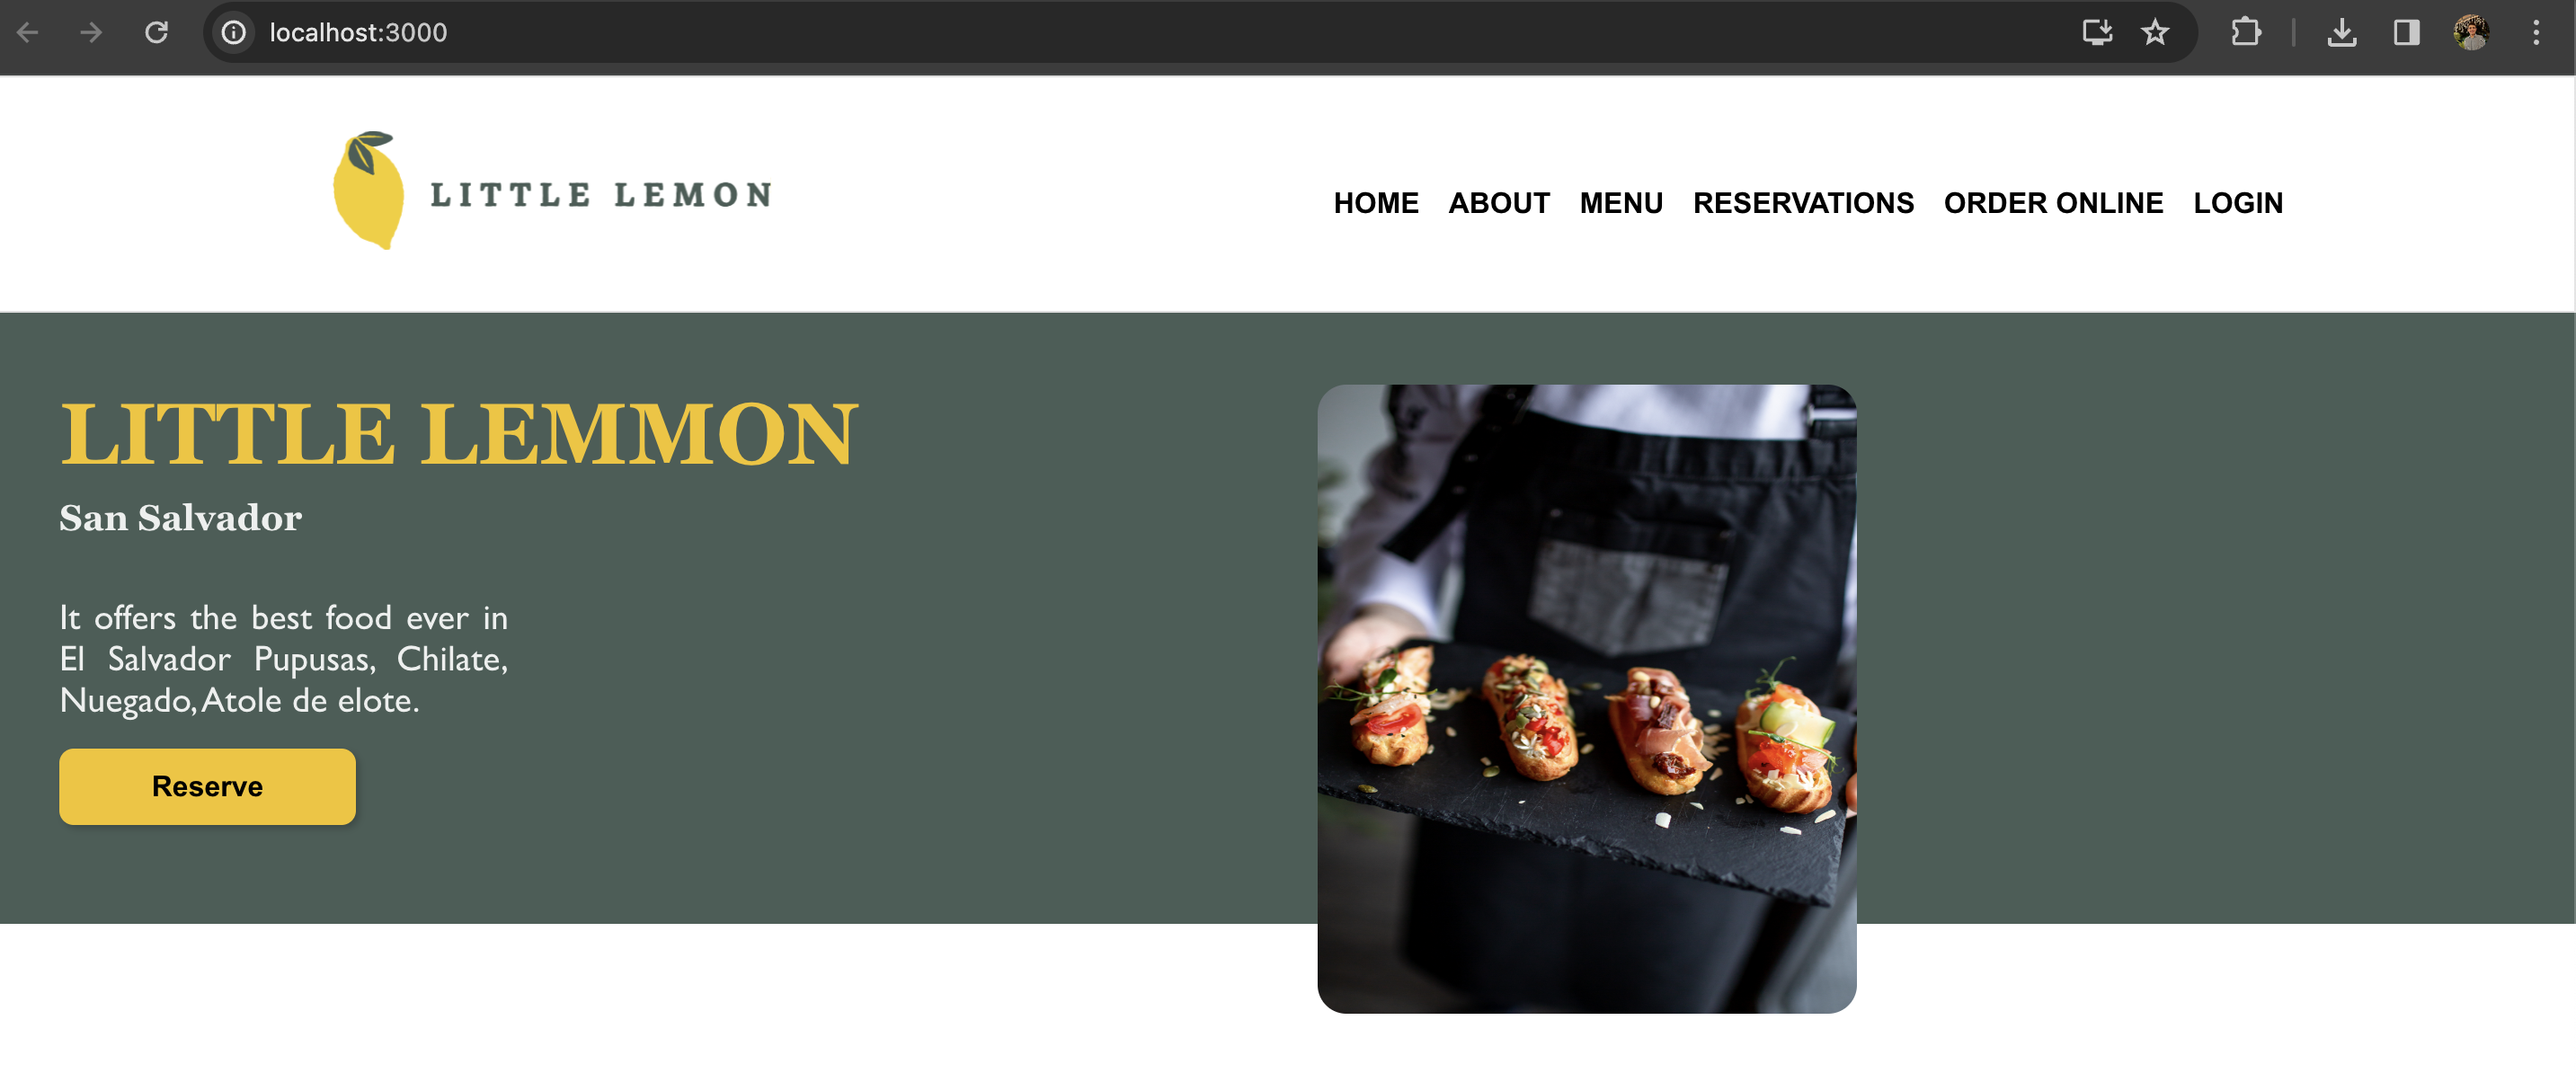 localhost:3000
LITTLE LEMON
HOME ABOUT MENU RESERVATIONS ORDER ONLINE LOGIN
LITTLE LEMMON
San Salvador
It offers the best food ever in
El Salvador Pupusas, Chilate,
Nuegado, Atole de elote.
Reserve